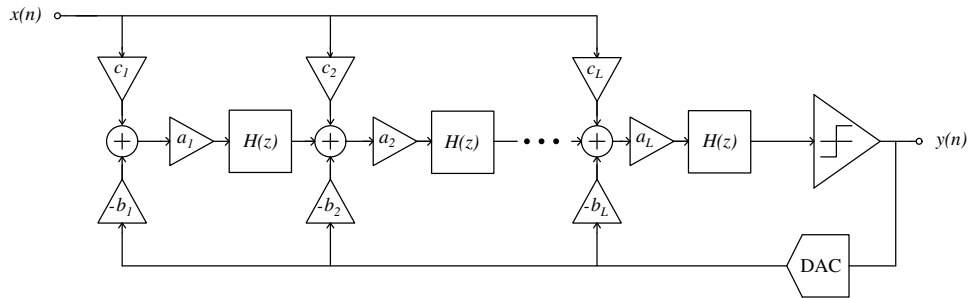 x(n)
c1 c2 cL
a1 H(z) a2 H(z) aL H(z) y(n)
-b1 -b2 -bL
DAC